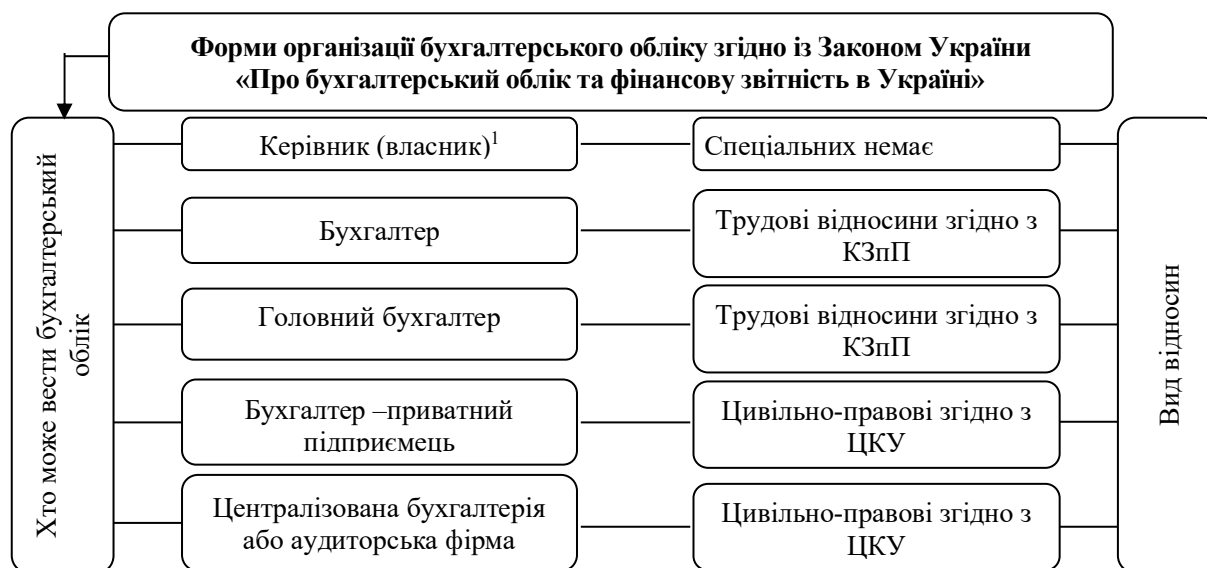 Форми організації бухгалтерського обліку згідно із Законом України
«Про бухгалтерський облік та фінансову звітність в Україні»
Хто може вести бухгалтерський
облік
Керівник (власник)1
Спеціальних немає
Бухгалтер
Трудові відносини згідно з
КЗпП
Головний бухгалтер
Трудові відносини згідно з
КЗпП
Бухгалтер –приватний
підприємець
Цивільно-правові згідно з
ЦКУ
Централізована бухгалтерія
або аудиторська фірма
Цивільно-правові згідно з
ЦКУ
Вид відносин